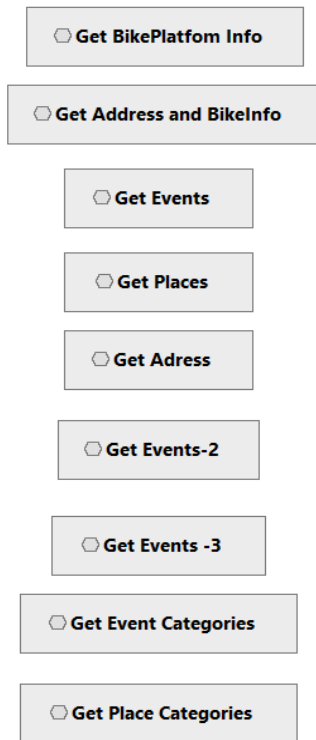 Get BikePlatfom Info
Get Address and BikeInfo
Get Events
Get Places
Get Adress
Get Events-2
Get Events -3
Get Event Categories
Get Place Categories